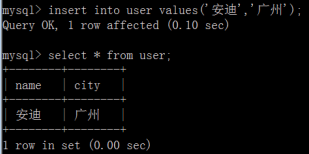 mysql> insert into user values('安迪','广州');
Query OK, 1 row affected (0.10 sec)
mysql> select * from user;
+--------+--------+
| name   | city   |
+--------+--------+
| 安迪   | 广州   |
+--------+--------+
1 row in set (0.00 sec)